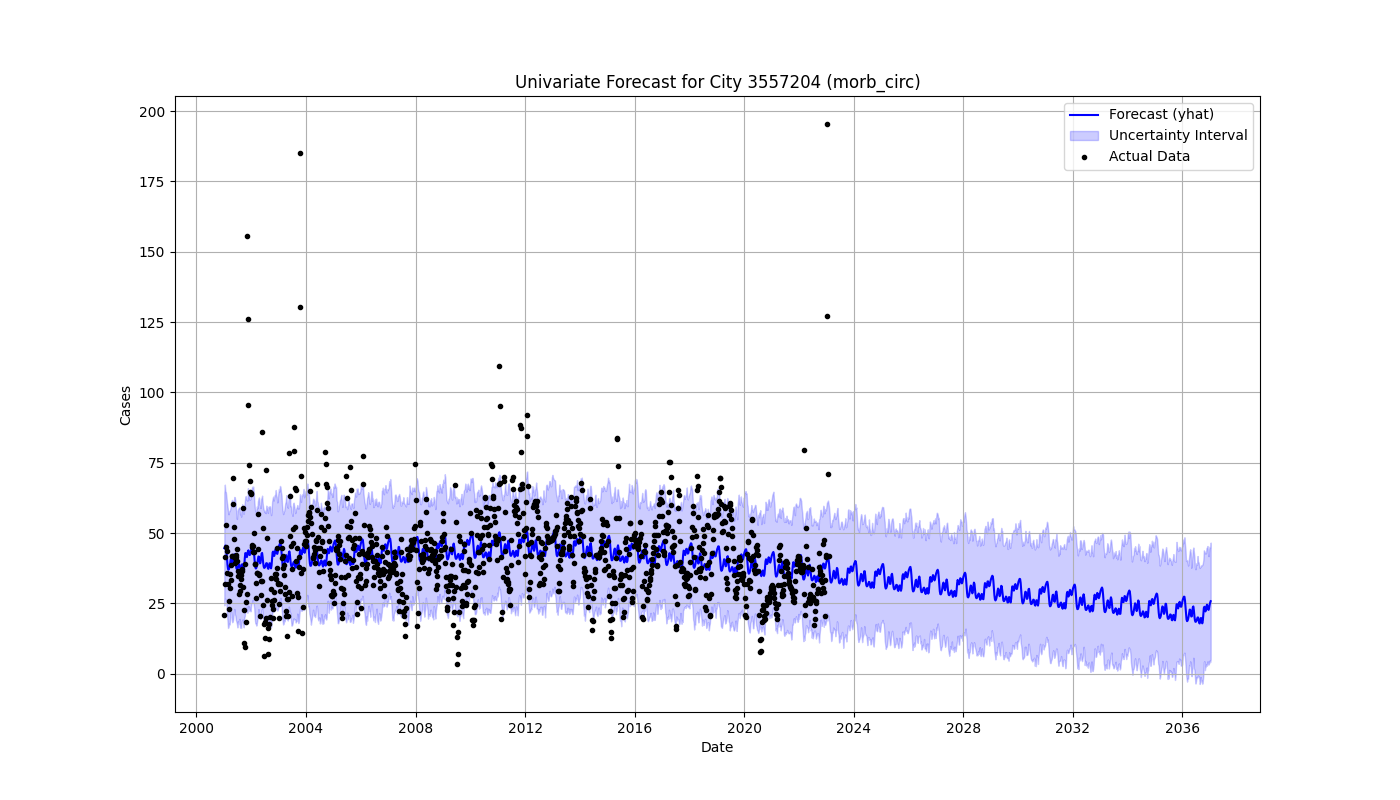 Univariate Forecast for City 3557204 (morb_circ)
Forecast (yhat)
Uncertainty Interval
Actual Data
Cases
200
175
150
125
100
75
50
25
0
2000 2004 2008 2012 2016 2020 2024 2028 2032 2036
Date